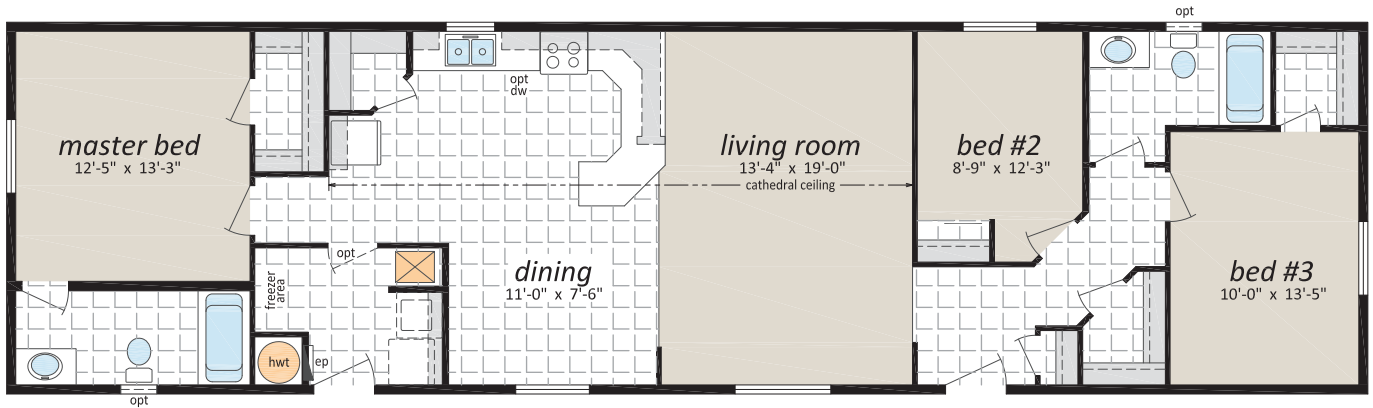 opt
opt
dw
master bed
12'-5" x 13'-3"
living room
13'-4" x 19'-0"
cathedral ceiling
bed #2
8'-9" x 12'-3"
opt
freezer
area
dining
11'-0" x 7'-6"
bed #3
10'-0" x 13'-5"
hwt
ep
opt